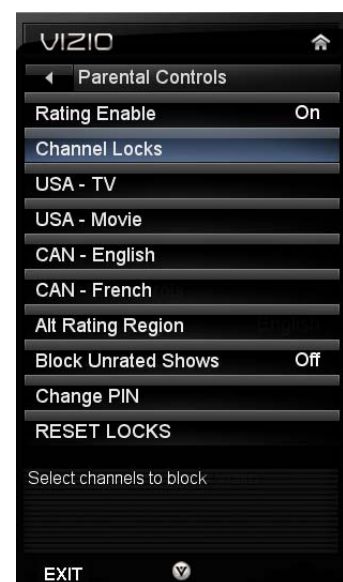 VIZIO
Parental Controls
Rating Enable On
Channel Locks
USA - TV
USA - Movie
CAN - English
CAN - French
Alt Rating Region English
Block Unrated Shows Off
Change PIN
RESET LOCKS
Select channels to block
EXIT V